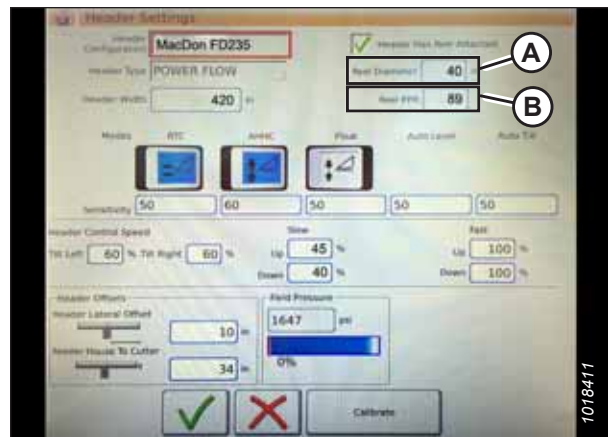 Header Settings
Header Configuration MacDon FD235
Header Has Reel Attached
A
Header Type POWER FLOW
Reel Diameter 40 in
Header Width 420 in
Reel PPR 89
B
Modes RTC AHHC Float Auto Level Auto Tilt
Sensitivity 50 60 50 50 50
Header Control Speed
Slow
Fast
Tilt Left 60 % Tilt Right 60 %
Up 45 %
Up 100 %
Down 40 %
Down 100 %
Header Offsets
Field Pressure
Header Lateral Offset
10 in
1647 psi
Feeder House To Cutter
34 in
0%
Calibrate
1018411